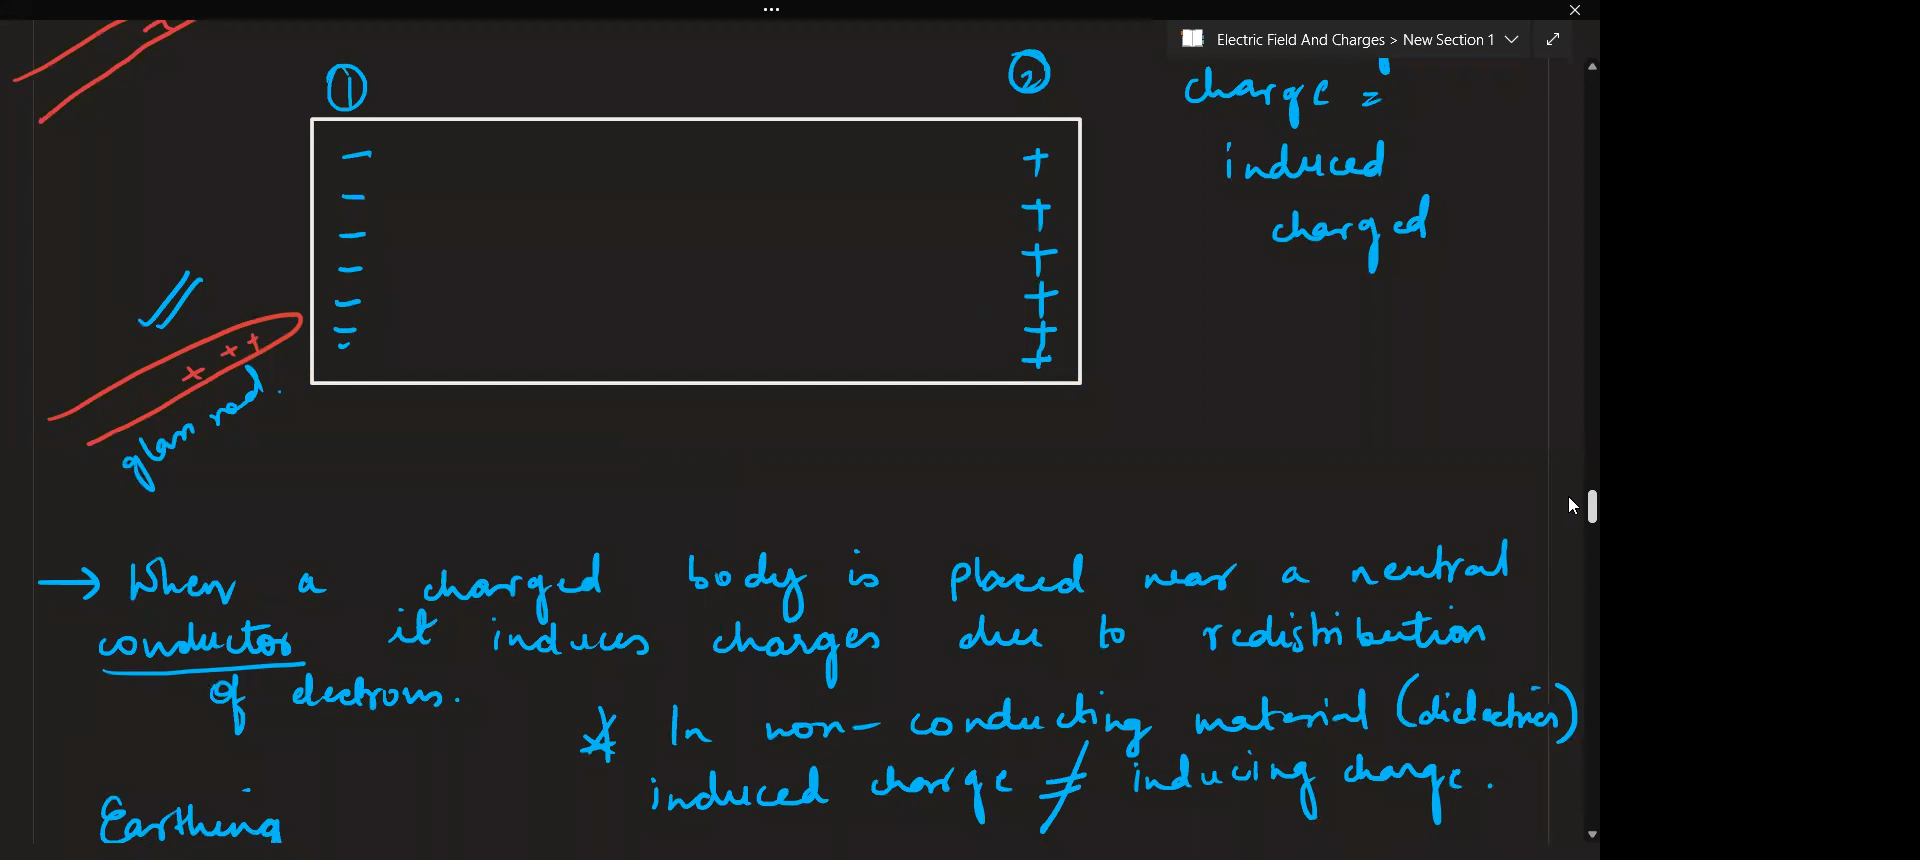 Electric Field And Charges > New Section 1
① ②
charge =
induced
charged
− +
− +
− +
− +
− +
− +
-
+ + +
glass rod.
→ When a charged body is placed near a neutral
conductor it induces charges due to redistribution
of electrons.
* In non-conducting material (dielectrics)
induced charge ≠ inducing charge.
Earthing